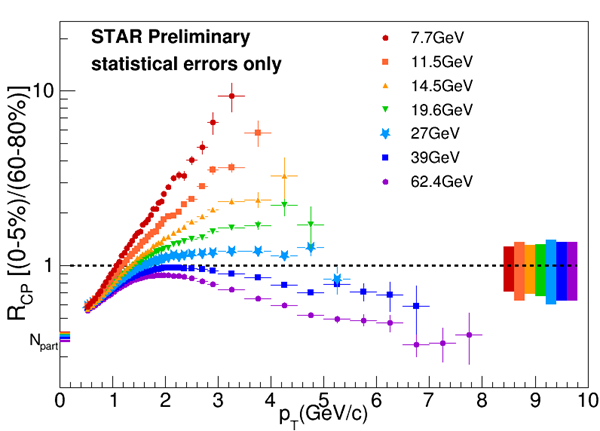 STAR Preliminary
statistical errors only
7.7GeV
11.5GeV
14.5GeV
19.6GeV
27GeV
39GeV
62.4GeV
R_CP [(0-5%)/(60-80%)]
10
1
N_part
0 1 2 3 4 5 6 7 8 9 10
p_T(GeV/c)